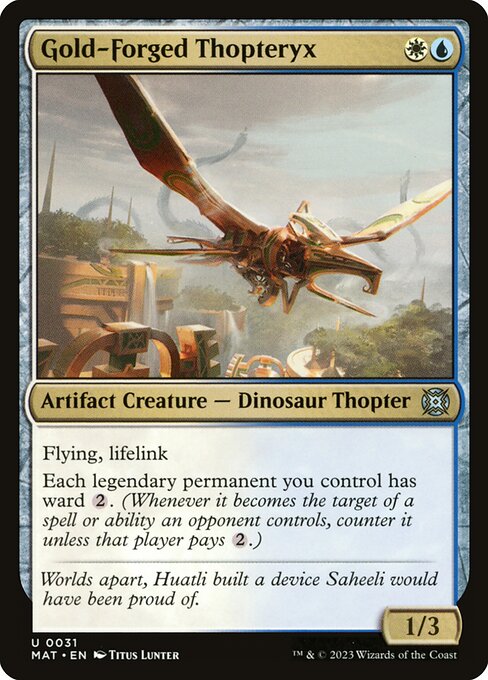 Gold-Forged Thopteryx
Artifact Creature — Dinosaur Thopter
Flying, lifelink
Each legendary permanent you control has
ward 2. (Whenever it becomes the target of a
spell or ability an opponent controls, counter it
unless that player pays 2.)
Worlds apart, Huatli built a device Saheeli would
have been proud of.
1/3
U 0031
MAT • EN Titus Lunter
™ & © 2023 Wizards of the Coast